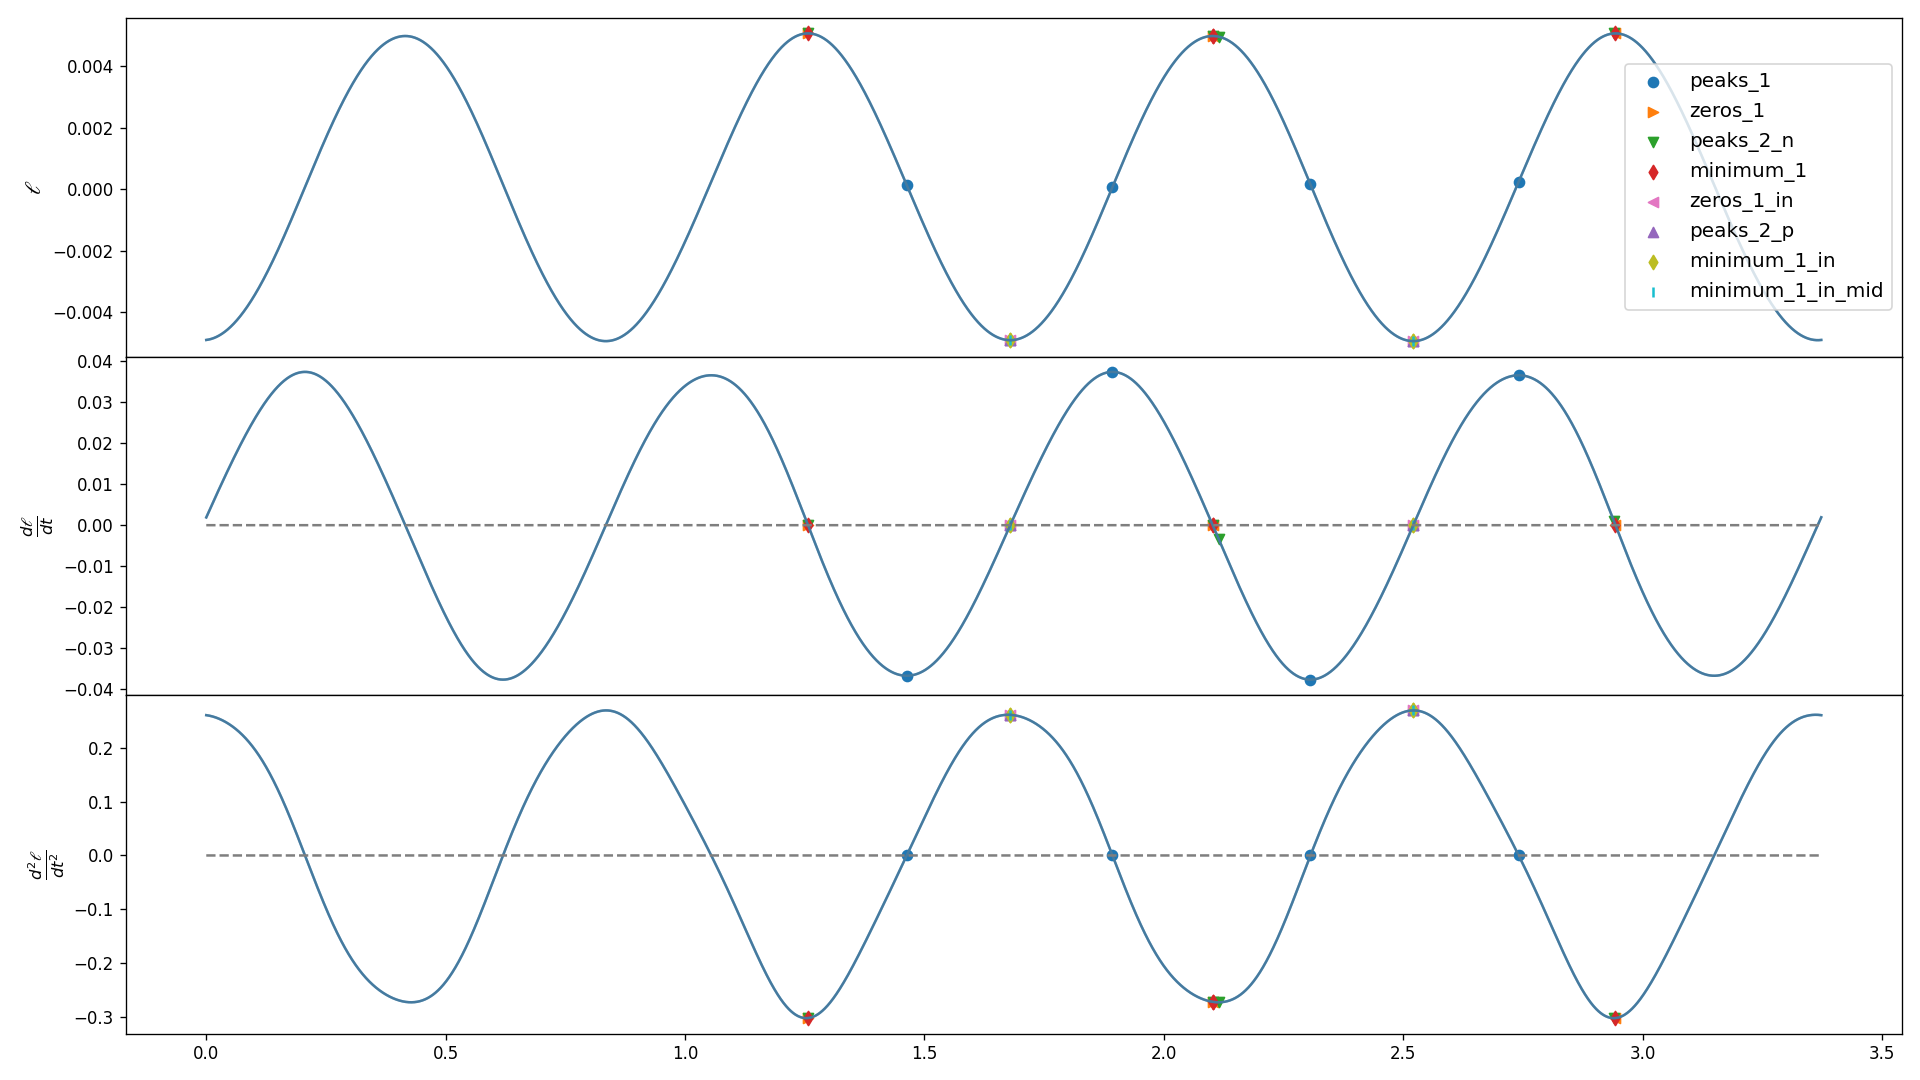 0.004
0.002
0.000
−0.002
−0.004
ℓ
peaks_1
zeros_1
peaks_2_n
minimum_1
zeros_1_in
peaks_2_p
minimum_1_in
minimum_1_in_mid
0.04
0.03
0.02
0.01
0.00
−0.01
−0.02
−0.03
−0.04
dℓ
dt
0.2
0.1
0.0
−0.1
−0.2
−0.3
d²ℓ
dt²
0.0 0.5 1.0 1.5 2.0 2.5 3.0 3.5